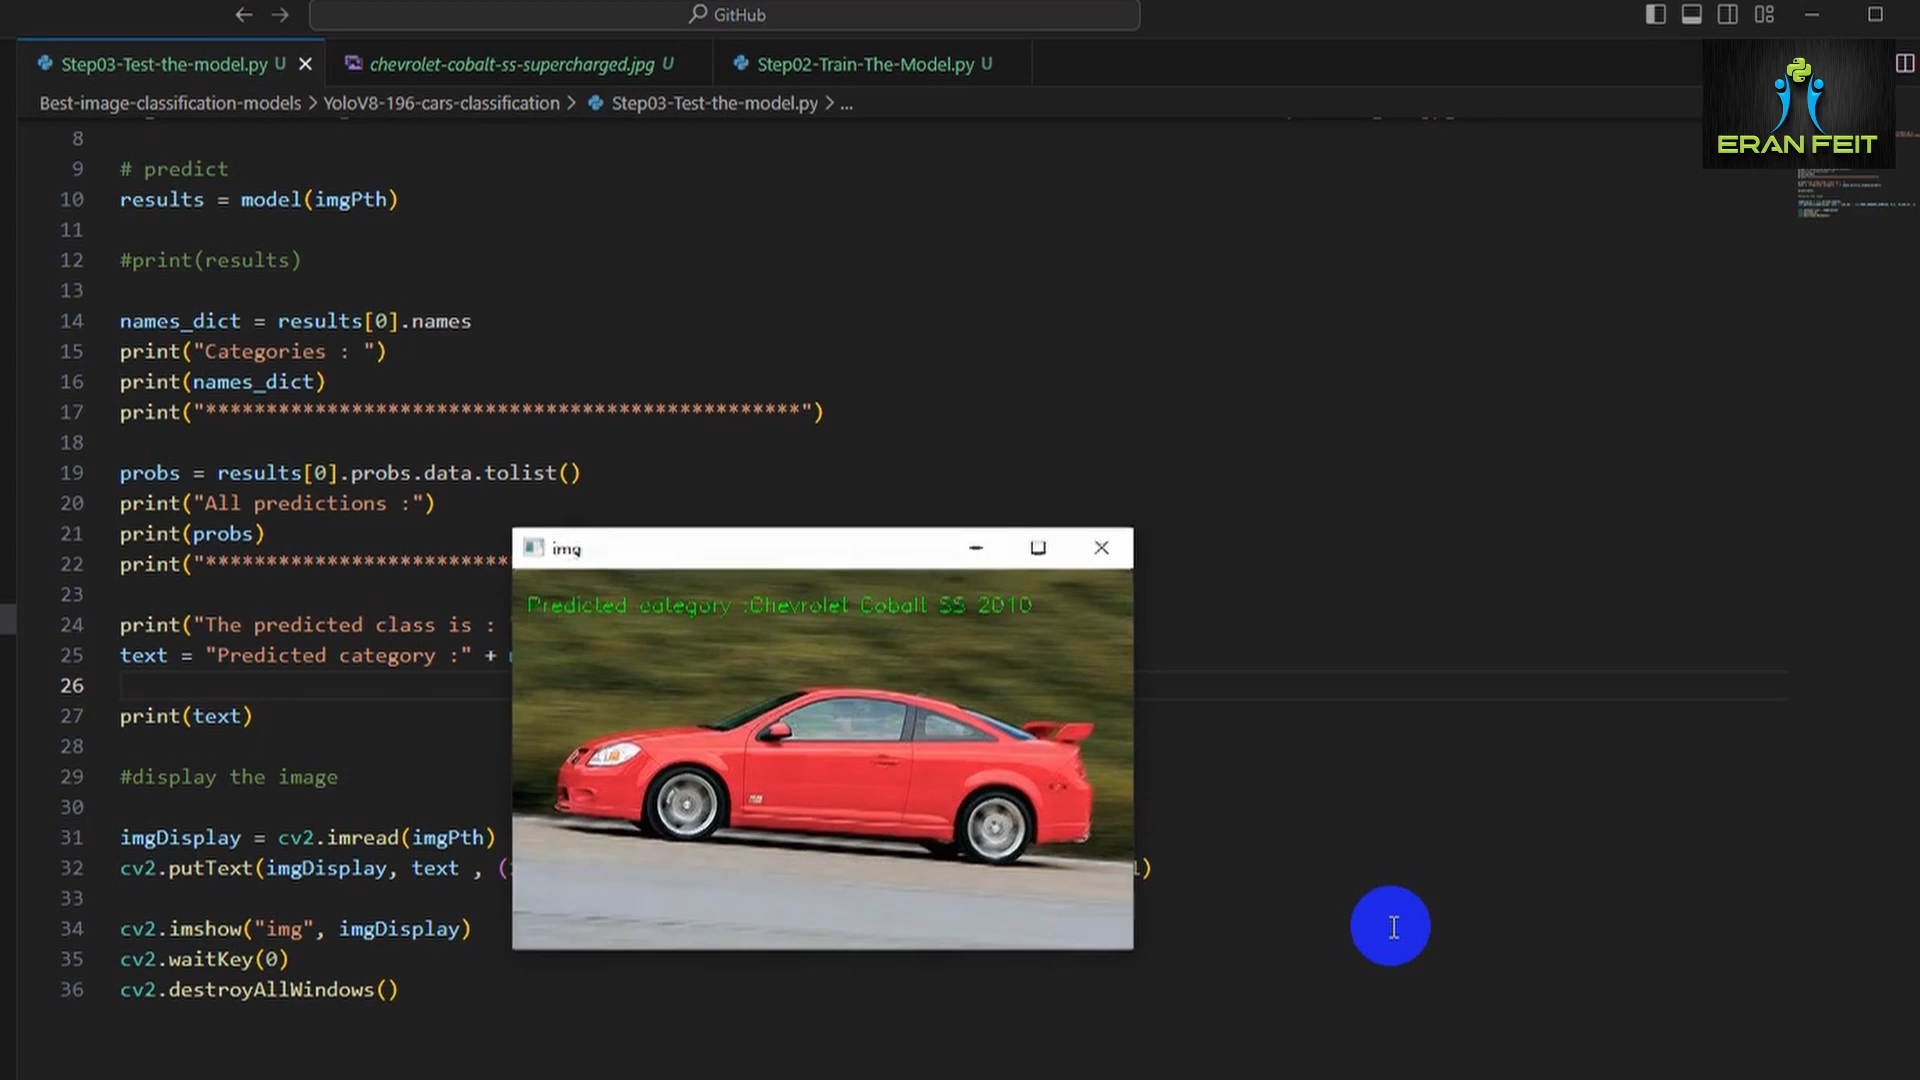 GitHub
Step03-Test-the-model.py U
chevrolet-cobalt-ss-supercharged.jpg U
Step02-Train-The-Model.py U
ERAN FEIT
Best-image-classification-models > YoloV8-196-cars-classification > Step03-Test-the-model.py > ...
8
9 # predict
10 results = model(imgPth)
11
12 #print(results)
13
14 names_dict = results[0].names
15 print("Categories : ")
16 print(names_dict)
17 print("*************************************************")
18
19 probs = results[0].probs.data.tolist()
20 print("All predictions :")
21 print(probs)
22 print("*************************
23
24 print("The predicted class is :
25 text = "Predicted category :" +
26
27 print(text)
28
29 #display the image
30
31 imgDisplay = cv2.imread(imgPth)
32 cv2.putText(imgDisplay, text , (
33
34 cv2.imshow("img", imgDisplay)
35 cv2.waitKey(0)
36 cv2.destroyAllWindows()
img
Predicted category :Chevrolet Cobalt SS 2010